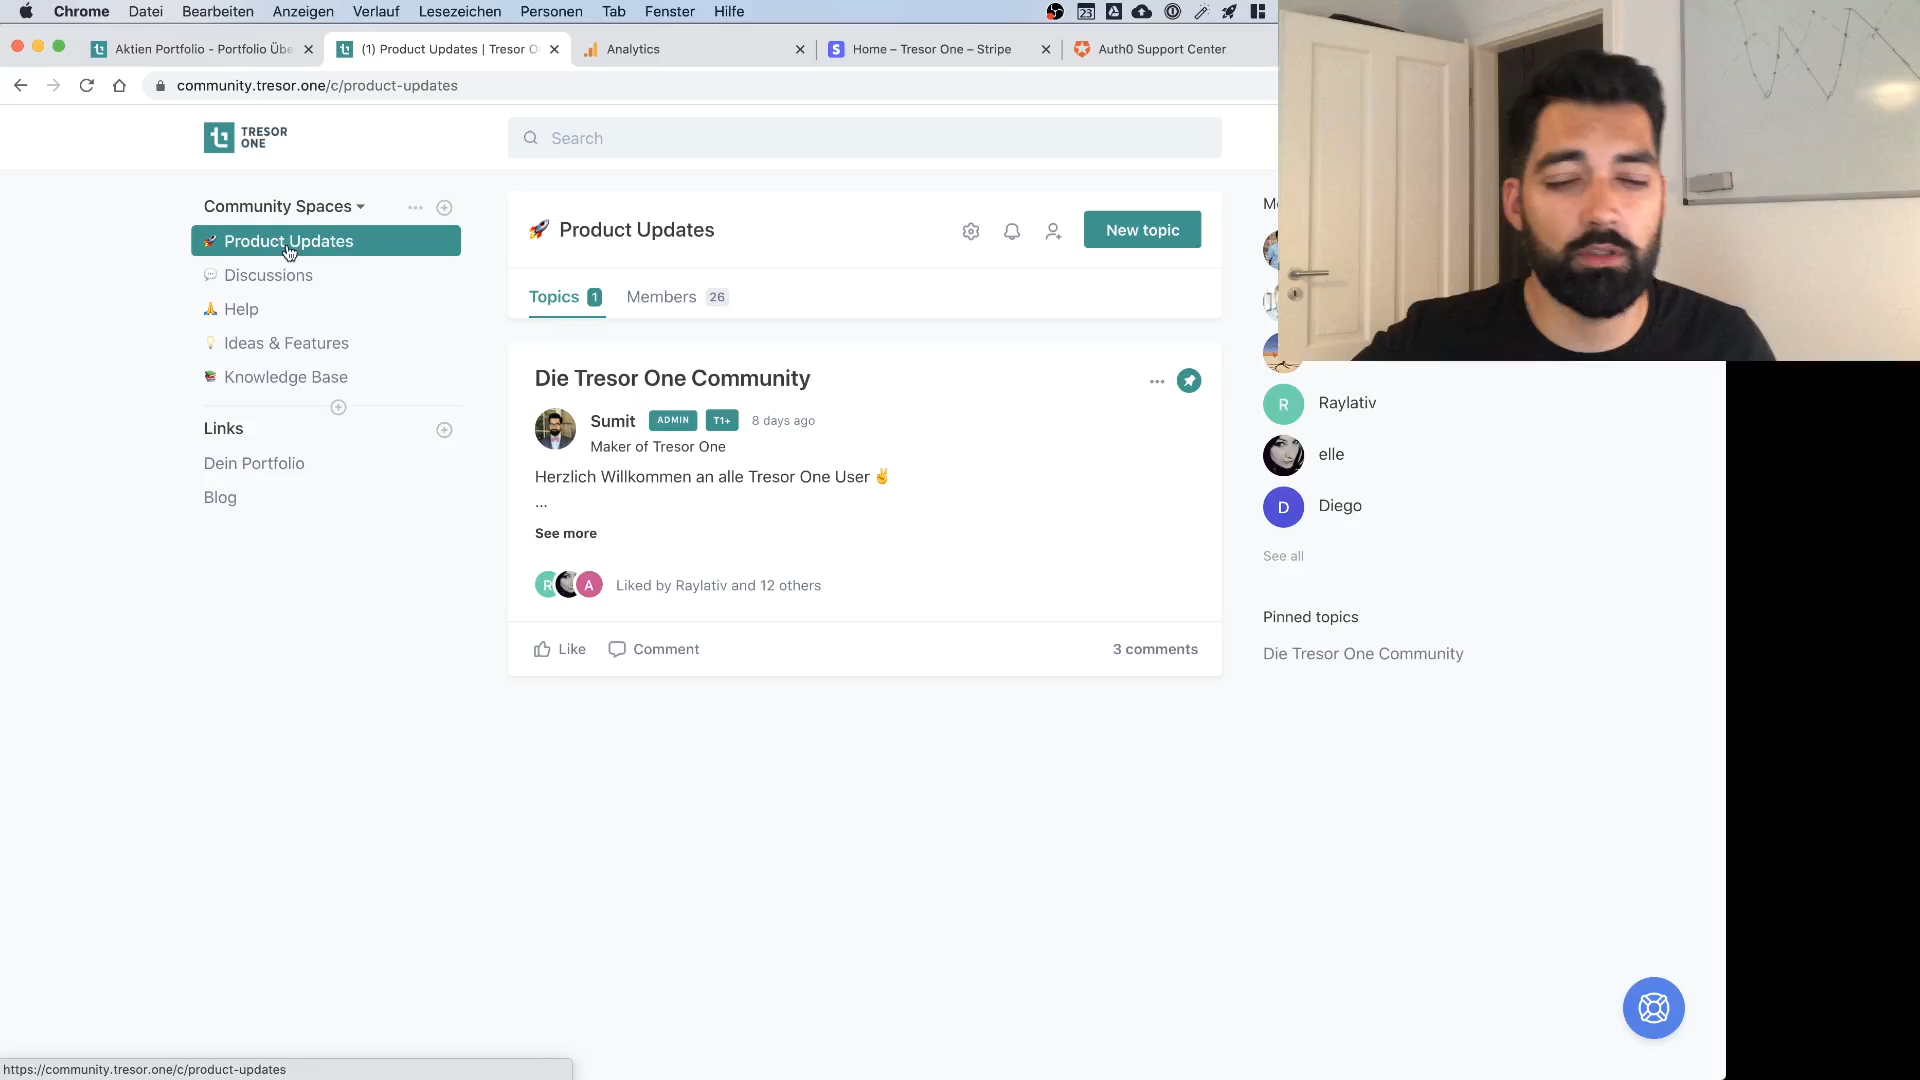 Chrome Datei Bearbeiten Anzeigen Verlauf Lesezeichen Personen Tab Fenster Hilfe
23
Aktien Portfolio - Portfolio Übe
(1) Product Updates | Tresor O
Analytics
Home – Tresor One – Stripe
Auth0 Support Center
community.tresor.one/c/product-updates
TRESOR
ONE
Search
Community Spaces
Product Updates
Discussions
Help
Ideas & Features
Knowledge Base
Links
Dein Portfolio
Blog
Product Updates
New topic
Topics 1
Members 26
Die Tresor One Community
Sumit ADMIN T1+ 8 days ago
Maker of Tresor One
Herzlich Willkommen an alle Tresor One User ✌
...
See more
R A Liked by Raylativ and 12 others
Like Comment 3 comments
R Raylativ
elle
D Diego
See all
Pinned topics
Die Tresor One Community
https://community.tresor.one/c/product-updates